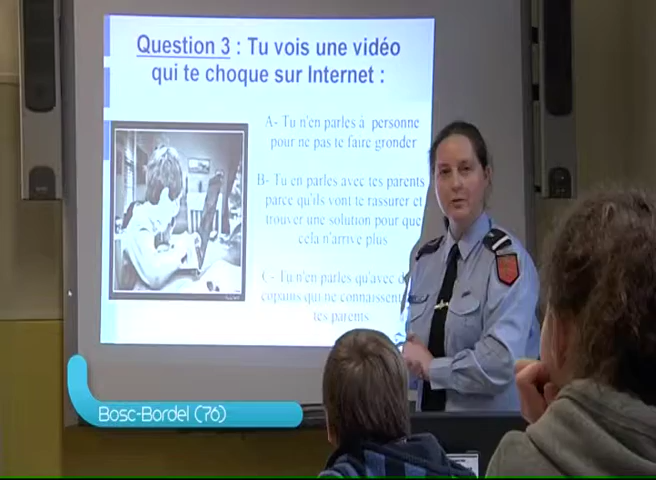 Question 3 : Tu vois une vidéo
qui te choque sur Internet :
A- Tu n'en parles à personne
pour ne pas te faire gronder
B- Tu en parles avec tes parents
parce qu'ils vont te rassurer et
trouver une solution pour que
cela n'arrive plus
C - Tu n'en parles qu'avec
copains qui ne connaissent
tes parents
Bosc-Bordel (76)